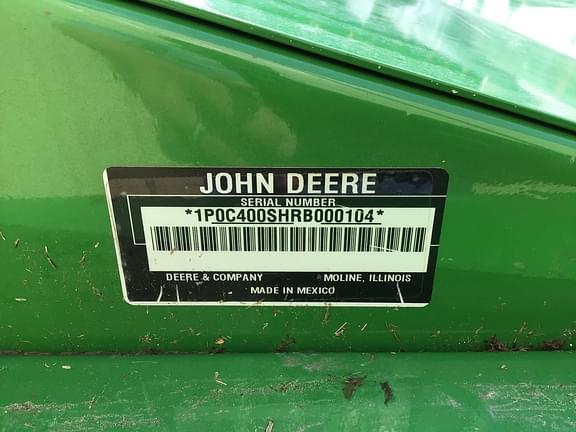 JOHN DEERE
SERIAL NUMBER
*1P0C400SHRB000104*
DEERE & COMPANY MOLINE, ILLINOIS
MADE IN MEXICO